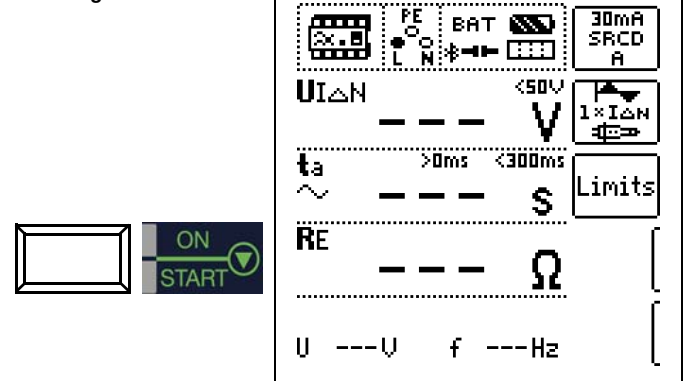 PE
BAT
L N
30mA
SRCD
A
UI△N <50V
--- V
1×I△N
ta >0ms <300ms
~ --- s
Limits
ON
START
RE
--- Ω
U ---V f ---Hz